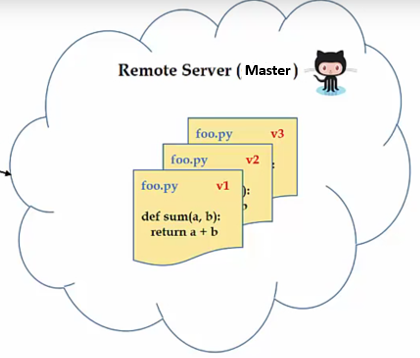 Remote Server ( Master )
foo.py v3
:
foo.py v2
):
foo.py v1
def sum(a, b):
return a + b